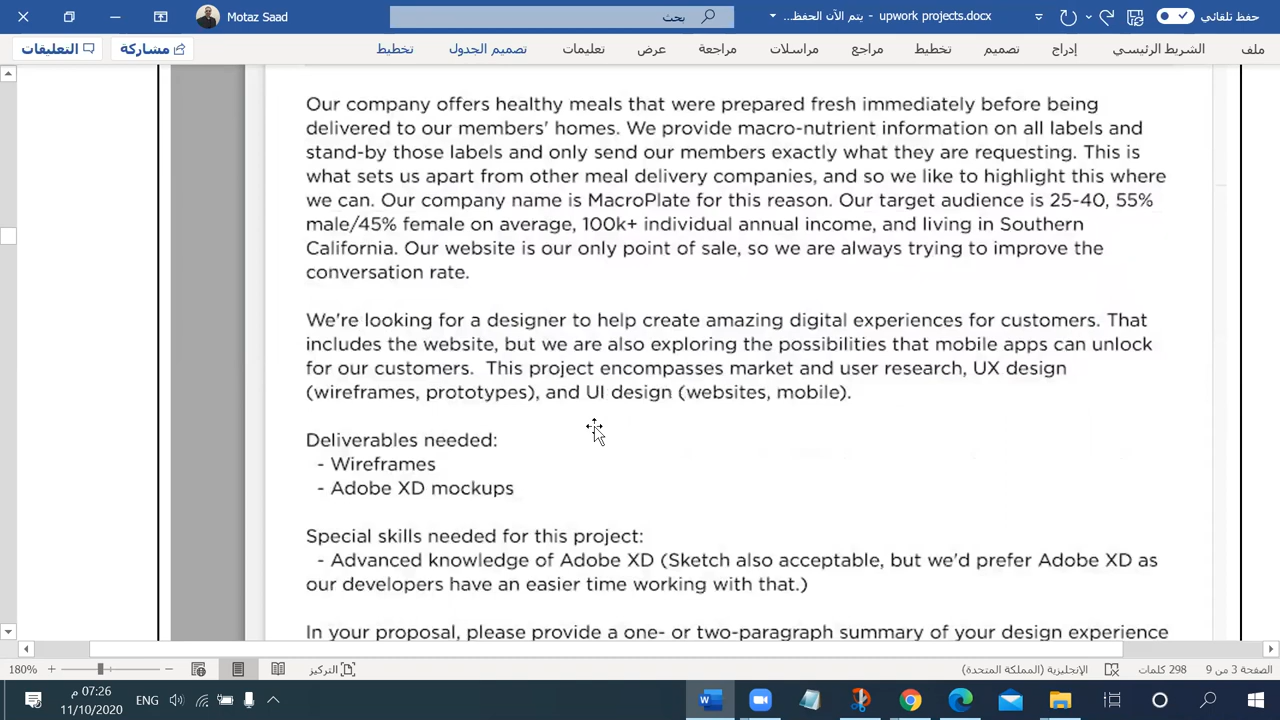 حفظ تلقائي
upwork projects.docx - يتم الآن الحفظ...
بحث
Motaz Saad
ملف
الشريط الرئيسي
إدراج
تصميم
تخطيط
مراجع
مراسلات
مراجعة
عرض
تعليمات
تصميم الجدول
تخطيط
مشاركة
التعليقات
Our company offers healthy meals that were prepared fresh immediately before being
delivered to our members' homes. We provide macro-nutrient information on all labels and
stand-by those labels and only send our members exactly what they are requesting. This is
what sets us apart from other meal delivery companies, and so we like to highlight this where
we can. Our company name is MacroPlate for this reason. Our target audience is 25-40, 55%
male/45% female on average, 100k+ individual annual income, and living in Southern
California. Our website is our only point of sale, so we are always trying to improve the
conversation rate.
We're looking for a designer to help create amazing digital experiences for customers. That
includes the website, but we are also exploring the possibilities that mobile apps can unlock
for our customers. This project encompasses market and user research, UX design
(wireframes, prototypes), and UI design (websites, mobile).
Deliverables needed:
- Wireframes
- Adobe XD mockups
Special skills needed for this project:
- Advanced knowledge of Adobe XD (Sketch also acceptable, but we'd prefer Adobe XD as
our developers have an easier time working with that.)
In your proposal, please provide a one- or two-paragraph summary of your design experience
الصفحة 3 من 9
298 كلمات
الإنجليزية (المملكة المتحدة)
التركيز
180%
07:26 م
11/10/2020
ENG